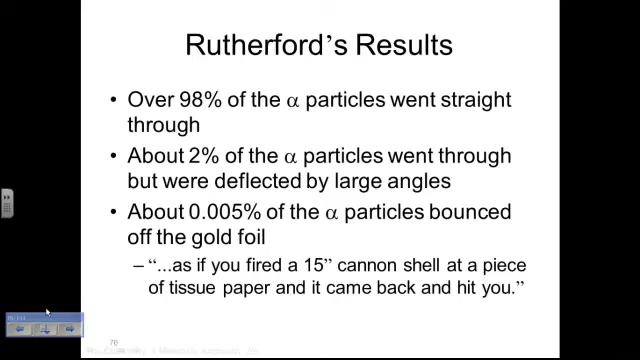 Rutherford's Results
• Over 98% of the α particles went straight
through
• About 2% of the α particles went through
but were deflected by large angles
• About 0.005% of the α particles bounced
off the gold foil
– “...as if you fired a 15” cannon shell at a piece
of tissue paper and it came back and hit you.”
76